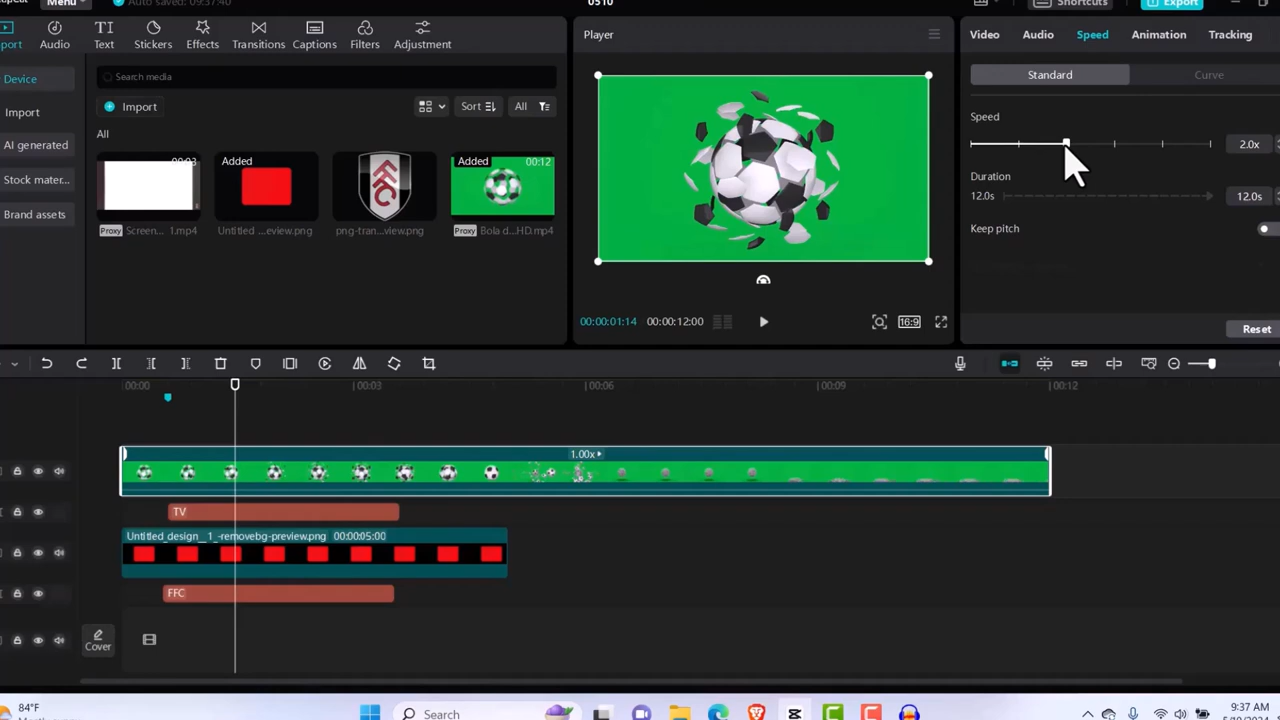 Menu
Auto saved: 09:37:40
0510
Shortcuts
Export
Audio
Text
Stickers
Effects
Transitions
Captions
Filters
Adjustment
Player
Video
Audio
Speed
Animation
Tracking
Device
Import
AI generated
Stock mater...
Brand assets
Search media
Import
Sort
All
All
00:03
Proxy Screen... 1.mp4
Added
Untitled ...eview.png
png-tran...view.png
Added
00:12
Proxy Bola d...HD.mp4
00:00:01:14
00:00:12:00
16:9
Standard
Curve
Speed
2.0x
Duration
12.0s
12.0s
Keep pitch
Reset
00:00
00:03
00:06
00:09
00:12
1.00x
TV
Untitled_design__1_-removebg-preview.png 00:00:05:00
FFC
Cover
84°F
Search
9:37 AM